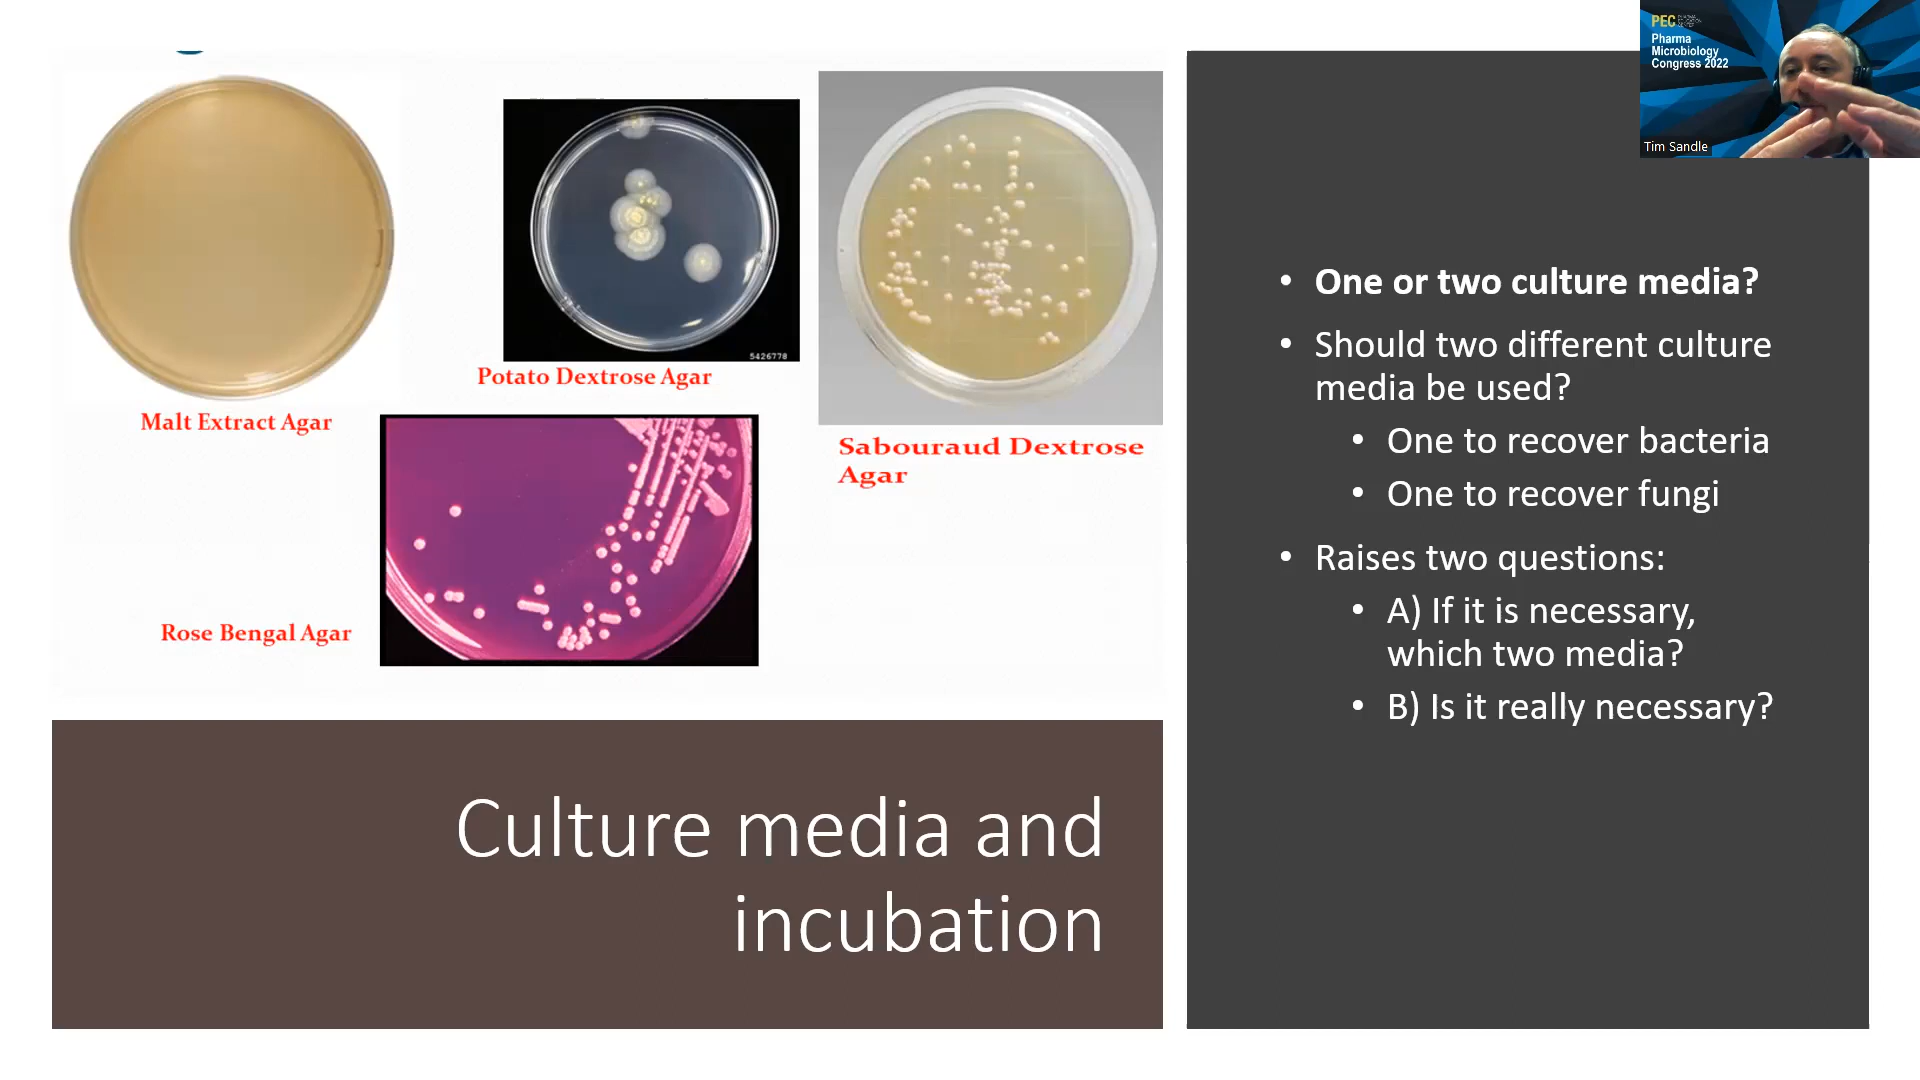 PEC
Pharma
Microbiology
Congress 2022
Tim Sandle
5426778
Potato Dextrose Agar
Malt Extract Agar
Sabouraud Dextrose
Agar
Rose Bengal Agar
Culture media and
incubation
• One or two culture media?
• Should two different culture
media be used?
• One to recover bacteria
• One to recover fungi
• Raises two questions:
• A) If it is necessary,
which two media?
• B) Is it really necessary?